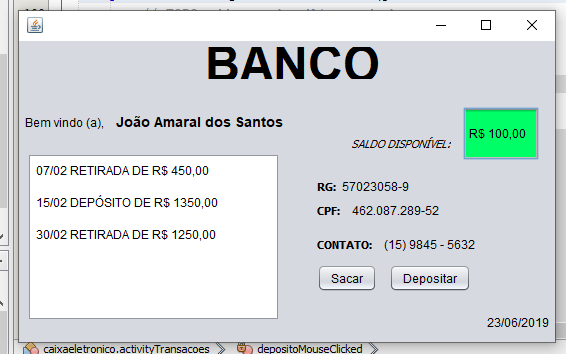 BANCO
Bem vindo (a), João Amaral dos Santos
SALDO DISPONÍVEL: R$ 100,00
07/02 RETIRADA DE R$ 450,00
15/02 DEPÓSITO DE R$ 1350,00
30/02 RETIRADA DE R$ 1250,00
RG: 57023058-9
CPF: 462.087.289-52
CONTATO: (15) 9845 - 5632
Sacar Depositar
23/06/2019
caixaeletronico.activityTransacoes depositoMouseClicked